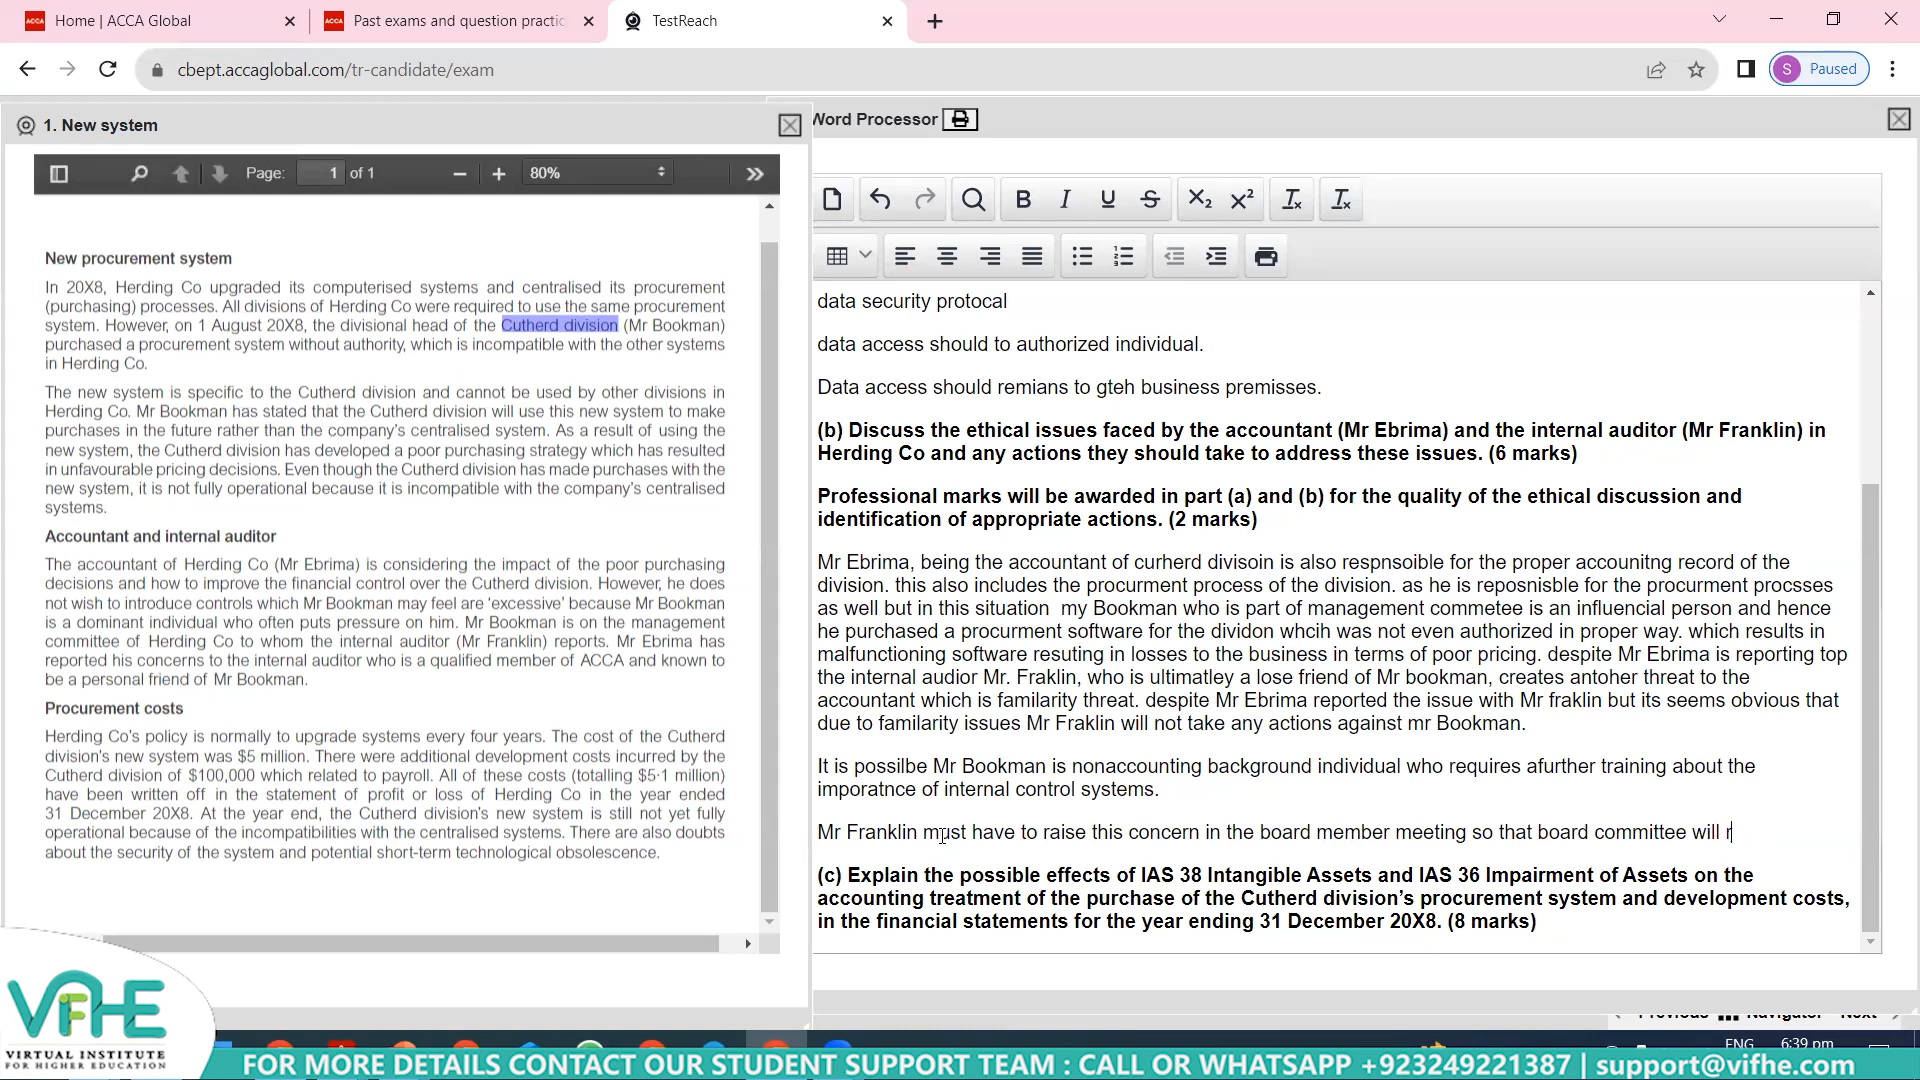 Home | ACCA Global
Past exams and question practic
TestReach
cbept.accaglobal.com/tr-candidate/exam
S Paused
1. New system
Word Processor
Page: 1 of 1
80%
New procurement system
In 20X8, Herding Co upgraded its computerised systems and centralised its procurement
(purchasing) processes. All divisions of Herding Co were required to use the same procurement
system. However, on 1 August 20X8, the divisional head of the Cutherd division (Mr Bookman)
purchased a procurement system without authority, which is incompatible with the other systems
in Herding Co.
The new system is specific to the Cutherd division and cannot be used by other divisions in
Herding Co. Mr Bookman has stated that the Cutherd division will use this new system to make
purchases in the future rather than the company's centralised system. As a result of using the
new system, the Cutherd division has developed a poor purchasing strategy which has resulted
in unfavourable pricing decisions. Even though the Cutherd division has made purchases with the
new system, it is not fully operational because it is incompatible with the company's centralised
systems.
Accountant and internal auditor
The accountant of Herding Co (Mr Ebrima) is considering the impact of the poor purchasing
decisions and how to improve the financial control over the Cutherd division. However, he does
not wish to introduce controls which Mr Bookman may feel are 'excessive' because Mr Bookman
is a dominant individual who often puts pressure on him. Mr Bookman is on the management
committee of Herding Co to whom the internal auditor (Mr Franklin) reports. Mr Ebrima has
reported his concerns to the internal auditor who is a qualified member of ACCA and known to
be a personal friend of Mr Bookman.
Procurement costs
Herding Co's policy is normally to upgrade systems every four years. The cost of the Cutherd
division's new system was $5 million. There were additional development costs incurred by the
Cutherd division of $100,000 which related to payroll. All of these costs (totalling $5·1 million)
have been written off in the statement of profit or loss of Herding Co in the year ended
31 December 20X8. At the year end, the Cutherd division's new system is still not yet fully
operational because of the incompatibilities with the centralised systems. There are also doubts
about the security of the system and potential short-term technological obsolescence.
data security protocal
data access should to authorized individual.
Data access should remians to gteh business premisses.
(b) Discuss the ethical issues faced by the accountant (Mr Ebrima) and the internal auditor (Mr Franklin) in
Herding Co and any actions they should take to address these issues. (6 marks)
Professional marks will be awarded in part (a) and (b) for the quality of the ethical discussion and
identification of appropriate actions. (2 marks)
Mr Ebrima, being the accountant of curherd divisoin is also respnsoible for the proper accounitng record of the
division. this also includes the procurment process of the division. as he is reposnisble for the procurment procsses
as well but in this situation  my Bookman who is part of management commetee is an influencial person and hence
he purchased a procurment software for the dividon whcih was not even authorized in proper way. which results in
malfunctioning software resuting in losses to the business in terms of poor pricing. despite Mr Ebrima is reporting top
the internal audior Mr. Fraklin, who is ultimatley a lose friend of Mr bookman, creates antoher threat to the
accountant which is familarity threat. despite Mr Ebrima reported the issue with Mr fraklin but its seems obvious that
due to familarity issues Mr Fraklin will not take any actions against mr Bookman.
It is possilbe Mr Bookman is nonaccounting background individual who requires afurther training about the
imporatnce of internal control systems.
Mr Franklin must have to raise this concern in the board member meeting so that board committee will r
(c) Explain the possible effects of IAS 38 Intangible Assets and IAS 36 Impairment of Assets on the
accounting treatment of the purchase of the Cutherd division's procurement system and development costs,
in the financial statements for the year ending 31 December 20X8. (8 marks)
Previous Navigator Next
ENG 6:39 pm
VFHE
VIRTUAL INSTITUTE
FOR HIGHER EDUCATION
FOR MORE DETAILS CONTACT OUR STUDENT SUPPORT TEAM : CALL OR WHATSAPP +923249221387 | support@vifhe.com